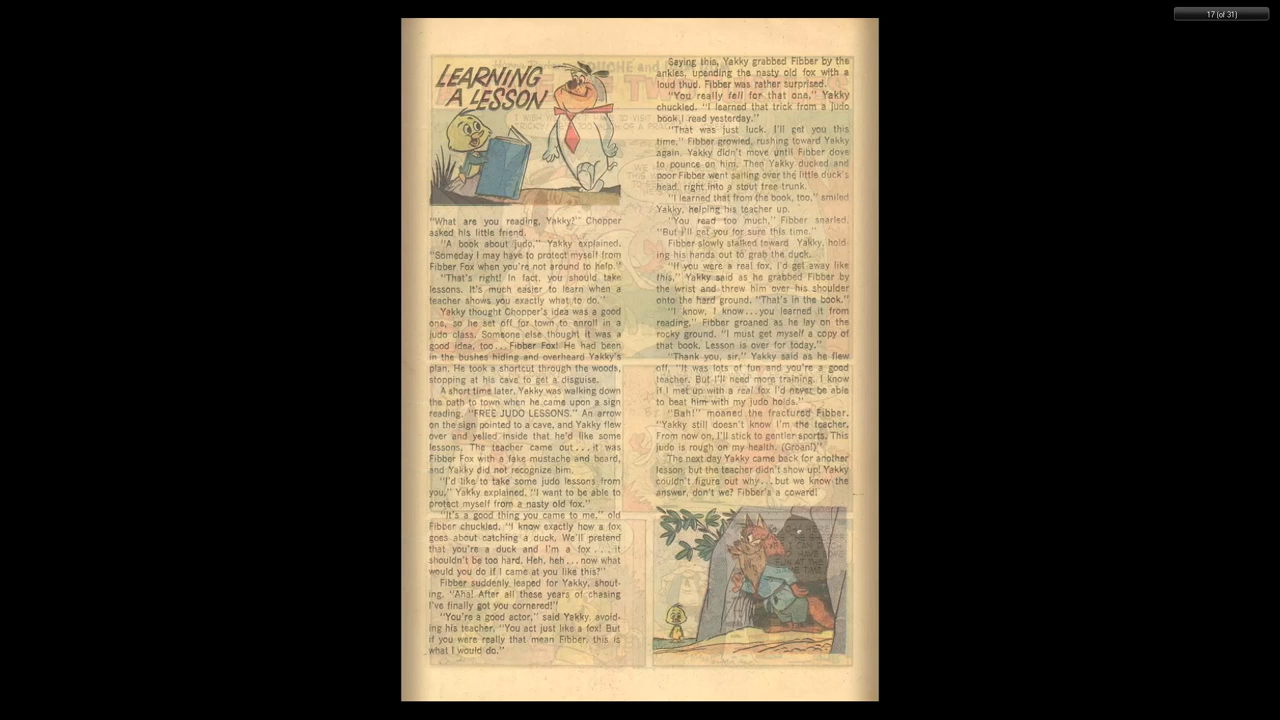 17 (of 31)
LEARNING
A LESSON
"What are you reading, Yakky?" Chopper
asked his little friend.
"A book about judo," Yakky explained.
"Someday I may have to protect myself from
Fibber Fox when you're not around to help."
"That's right! In fact, you should take
lessons. It's much easier to learn when a
teacher shows you exactly what to do."
Yakky thought Chopper's idea was a good
one, so he set off for town to enroll in a
judo class. Someone else thought it was a
good idea, too...Fibber Fox! He had been
in the bushes hiding and overheard Yakky's
plan. He took a shortcut through the woods,
stopping at his cave to get a disguise.
A short time later, Yakky was walking down
the path to town when he came upon a sign
reading, "FREE JUDO LESSONS." An arrow
on the sign pointed to a cave, and Yakky flew
over and yelled inside that he'd like some
lessons. The teacher came out...it was
Fibber Fox with a fake mustache and beard,
and Yakky did not recognize him.
"I'd like to take some judo lessons from
you," Yakky explained. "I want to be able to
protect myself from a nasty old fox."
"It's a good thing you came to me," old
Fibber chuckled. "I know exactly how a fox
goes about catching a duck. We'll pretend
that you're a duck and I'm a fox...it
shouldn't be too hard. Heh, heh...now what
would you do if I came at you like this?"
Fibber suddenly leaped for Yakky, shout-
ing, "Aha! After all these years of chasing
I've finally got you cornered!"
"You're a good actor," said Yakky, avoid-
ing his teacher. "You act just like a fox! But
if you were really that mean Fibber, this is
what I would do."
Saying this, Yakky grabbed Fibber by the
ankles, upending the nasty old fox with a
loud thud. Fibber was rather surprised.
"You really fell for that one," Yakky
chuckled. "I learned that trick from a judo
book I read yesterday."
"That was just luck. I'll get you this
time," Fibber growled, rushing toward Yakky
again. Yakky didn't move until Fibber dove
to pounce on him. Then Yakky ducked and
poor Fibber went sailing over the little duck's
head, right into a stout tree trunk.
"I learned that from the book, too," smiled
Yakky, helping his teacher up.
"You read too much," Fibber snarled.
"But I'll get you for sure this time."
Fibber slowly stalked toward Yakky, hold-
ing his hands out to grab the duck.
"If you were a real fox, I'd get away like
this," Yakky said as he grabbed Fibber by
the wrist and threw him over his shoulder
onto the hard ground. "That's in the book."
"I know, I know...you learned it from
reading," Fibber groaned as he lay on the
rocky ground. "I must get myself a copy of
that book. Lesson is over for today."
"Thank you, sir," Yakky said as he flew
off. "It was lots of fun and you're a good
teacher. But I'll need more training. I know
if I met up with a real fox I'd never be able
to beat him with my judo holds."
"Bah!" moaned the fractured Fibber.
"Yakky still doesn't know I'm the teacher.
From now on, I'll stick to gentler sports. This
judo is rough on my health. (Groan!)"
The next day Yakky came back for another
lesson, but the teacher didn't show up! Yakky
couldn't figure out why...but we know the
answer, don't we? Fibber's a coward!